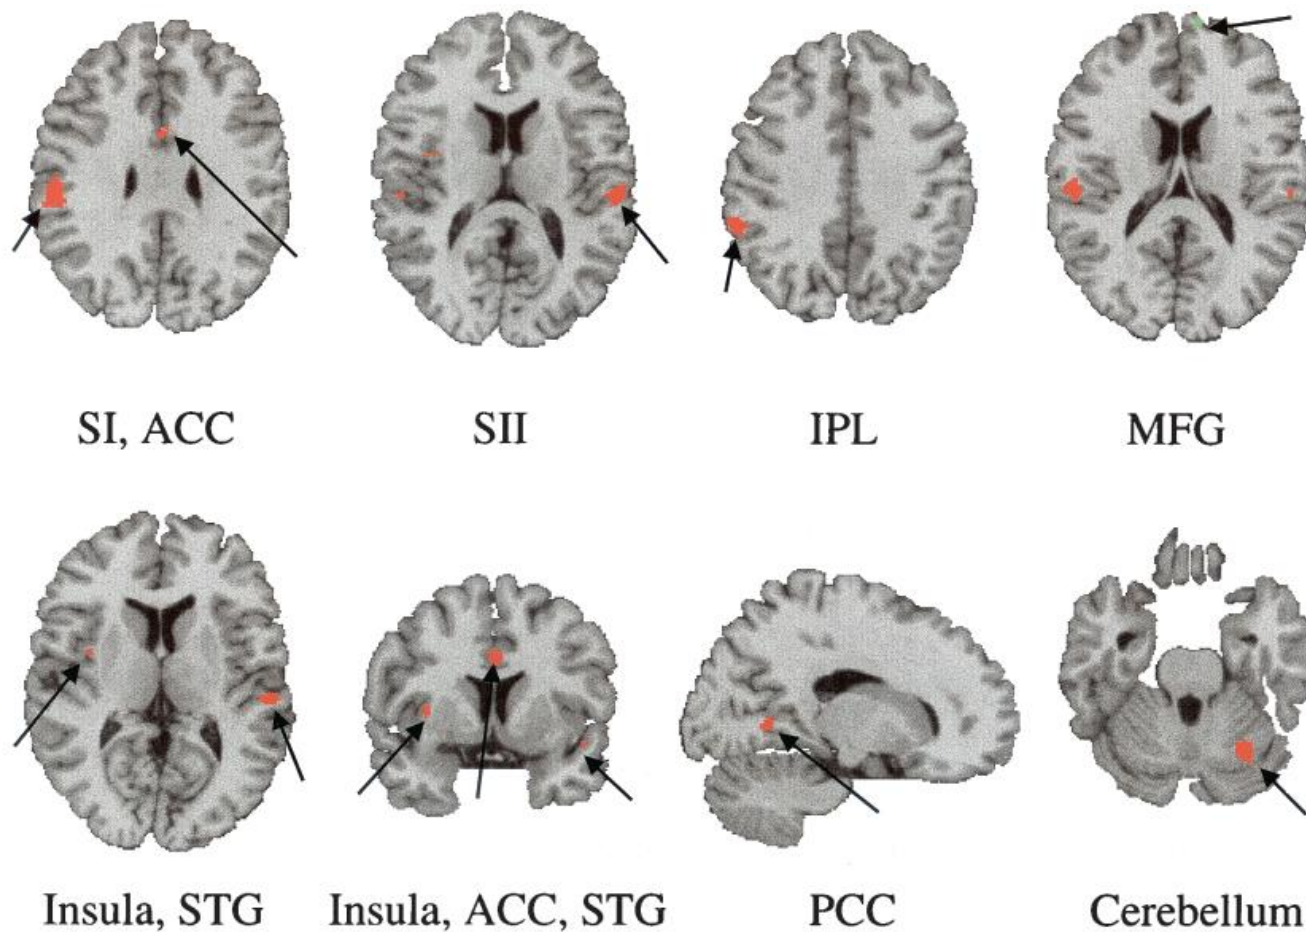 SI, ACC
SII
IPL
MFG
Insula, STG
Insula, ACC, STG
PCC
Cerebellum